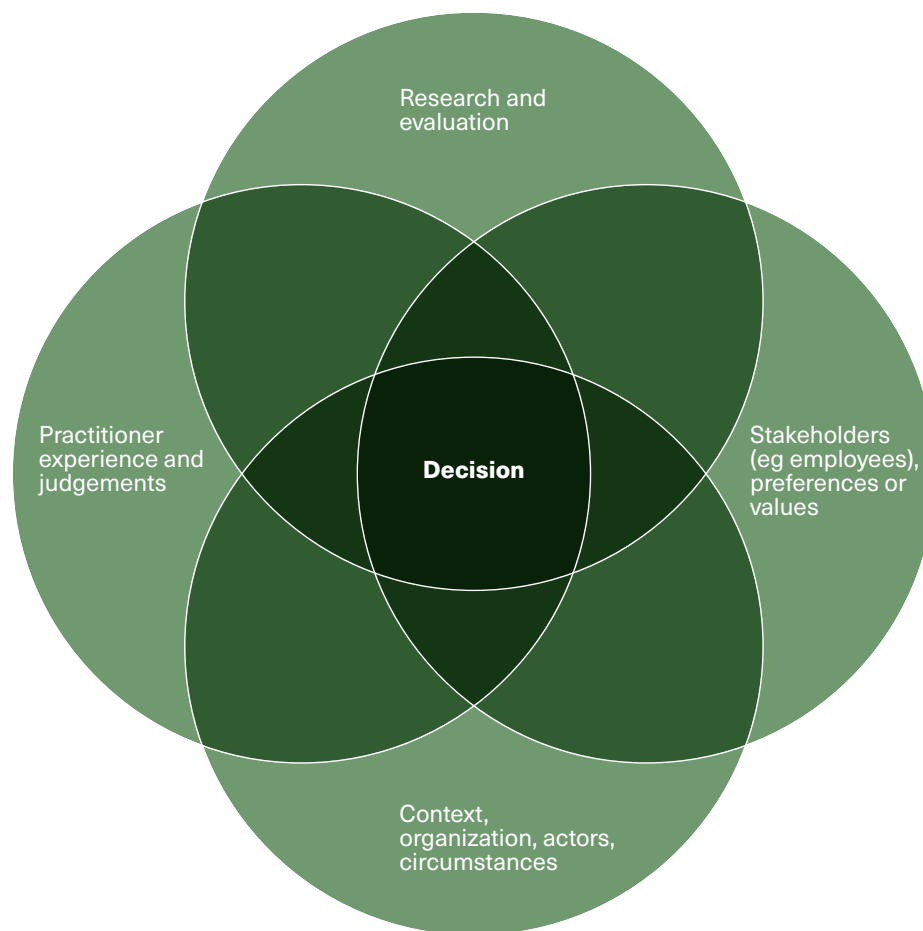 Research and
evaluation
Practitioner
experience and
judgements
Decision
Stakeholders
(eg employees),
preferences or
values
Context,
organization, actors,
circumstances